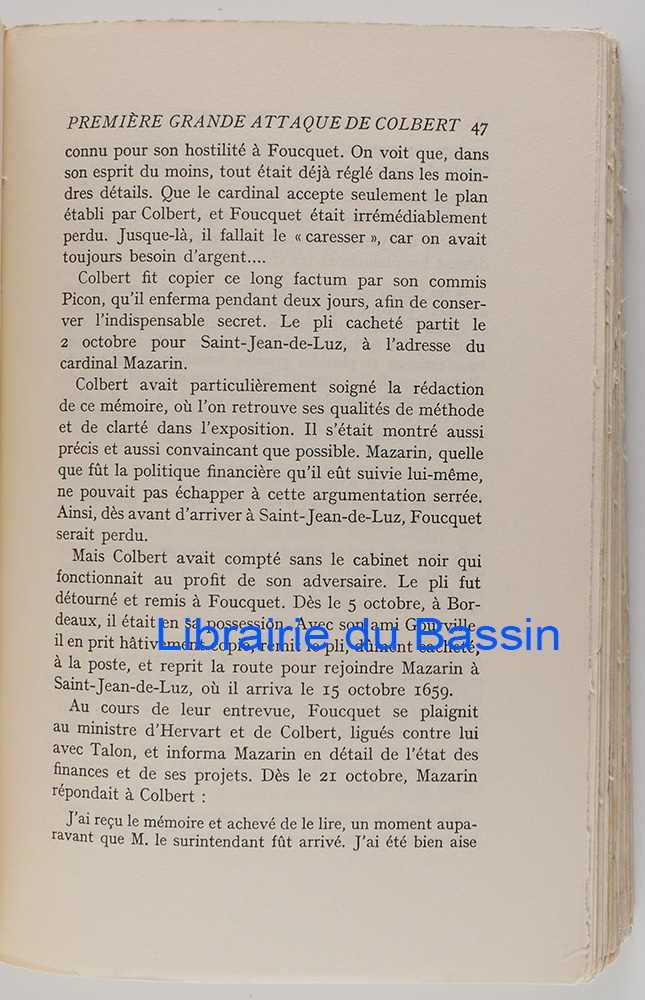 PREMIÈRE GRANDE ATTAQUE DE COLBERT 47
connu pour son hostilité à Foucquet. On voit que, dans
son esprit du moins, tout était déjà réglé dans les moin-
dres détails. Que le cardinal accepte seulement le plan
établi par Colbert, et Foucquet était irrémédiablement
perdu. Jusque-là, il fallait le « caresser », car on avait
toujours besoin d'argent....
Colbert fit copier ce long factum par son commis
Picon, qu'il enferma pendant deux jours, afin de conser-
ver l'indispensable secret. Le pli cacheté partit le
2 octobre pour Saint-Jean-de-Luz, à l'adresse du
cardinal Mazarin.
Colbert avait particulièrement soigné la rédaction
de ce mémoire, où l'on retrouve ses qualités de méthode
et de clarté dans l'exposition. Il s'était montré aussi
précis et aussi convaincant que possible. Mazarin, quelle
que fût la politique financière qu'il eût suivie lui-même,
ne pouvait pas échapper à cette argumentation serrée.
Ainsi, dès avant d'arriver à Saint-Jean-de-Luz, Foucquet
serait perdu.
Mais Colbert avait compté sans le cabinet noir qui
fonctionnait au profit de son adversaire. Le pli fut
détourné et remis à Foucquet. Dès le 5 octobre, à Bor-
deaux, il était en sa possession. Avec son ami Gourville
il en prit hâtivement copie, remit le pli, dûment cacheté,
Librairie du Bassin
à la poste, et reprit la route pour rejoindre Mazarin à
Saint-Jean-de-Luz, où il arriva le 15 octobre 1659.
Au cours de leur entrevue, Foucquet se plaignit
au ministre d'Hervart et de Colbert, ligués contre lui
avec Talon, et informa Mazarin en détail de l'état des
finances et de ses projets. Dès le 21 octobre, Mazarin
répondait à Colbert :
J'ai reçu le mémoire et achevé de le lire, un moment aupa-
ravant que M. le surintendant fût arrivé. J'ai été bien aise